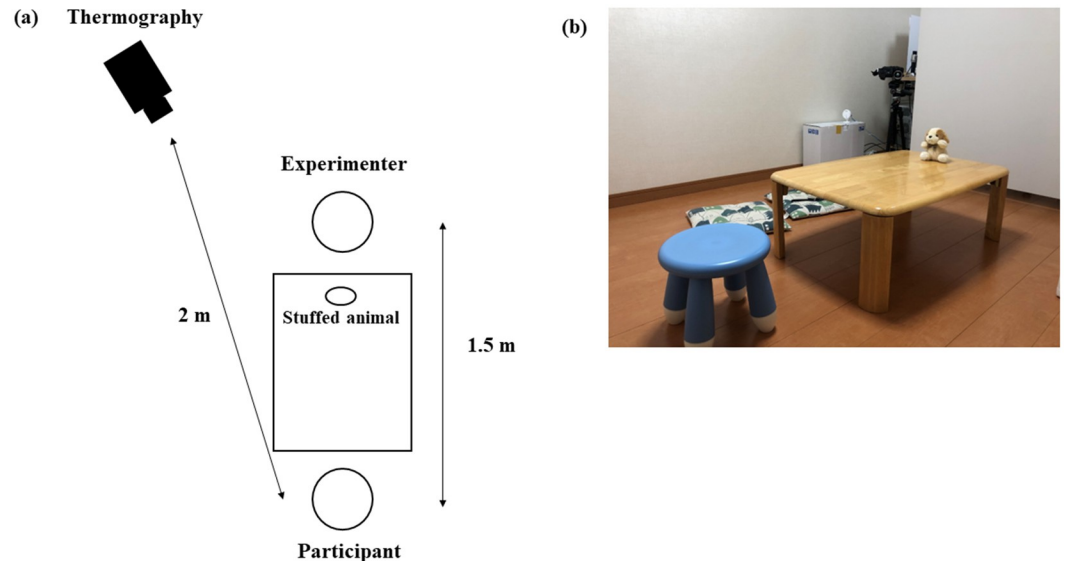 (a) Thermography
(b)
Experimenter
Stuffed animal
2 m
1.5 m
Participant